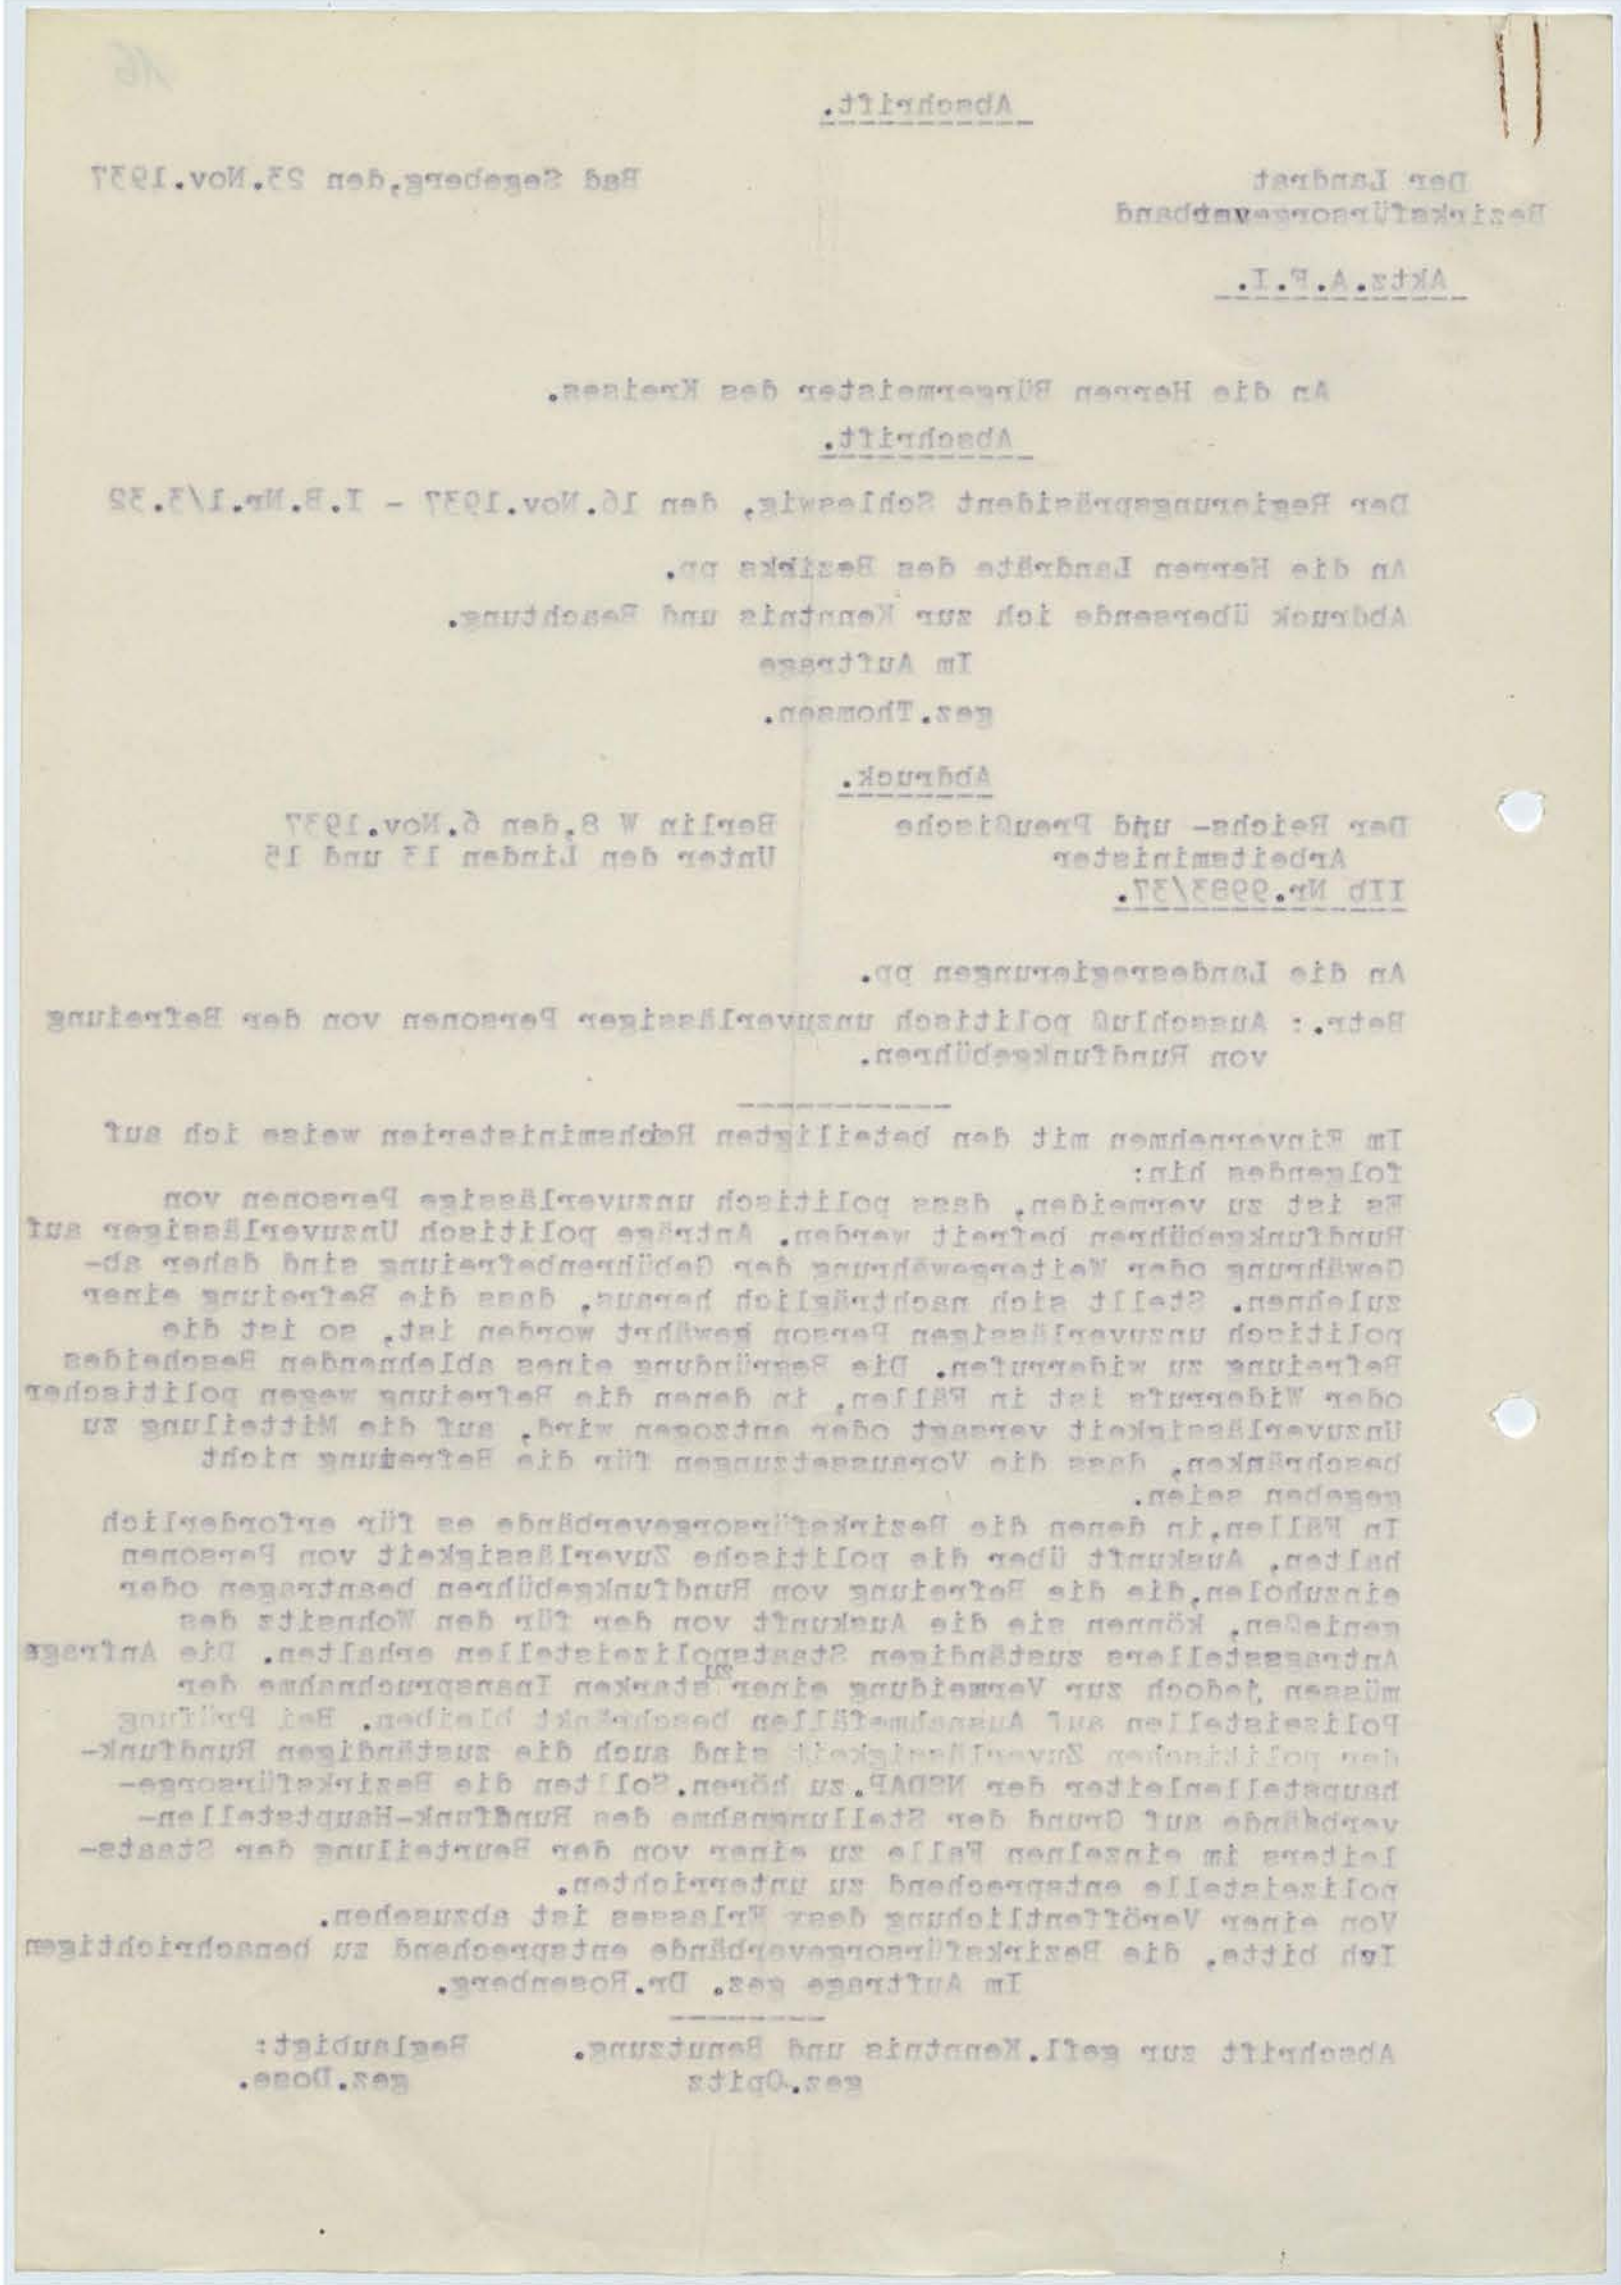 16
Abschrift.
Der Landrat Bad Segeberg,den 23.Nov.1937
Bezirksfürsorgeverband
Aktz.A.F.I.
An die Herren Bürgermeister des Kreises.
Abschrift.
Der Regierungspräsident Schleswig, den 16.Nov.1937 - I.B.Nr.1/3.32
An die Herren Landräte des Bezirks pp.
Abdruck übersende ich zur Kenntnis und Beachtung.
Im Auftrage
gez.Thomsen.
Abdruck.
Der Reichs- und Preußische Berlin W 8,den 6.Nov.1937
Arbeitsminister Unter den Linden 13 und 15
IIb Nr.9983/37.
An die Landesregierungen pp.
Betr.: Ausschluß politisch unzuverlässiger Personen von der Befreiung
von Rundfunkgebühren.
Im Einvernehmen mit den beteiligten Reichsministerien weise ich auf
folgendes hin:
Es ist zu vermeiden, dass politisch unzuverlässige Personen von
Rundfunkgebühren befreit werden. Anträge politisch Unzuverlässiger auf
Gewährung oder Weitergewährung der Gebührenbefreiung sind daher ab-
zulehnen. Stellt sich nachträglich heraus, dass die Befreiung einer
politisch unzuverlässigen Person gewährt worden ist, so ist die
Befreiung zu widerrufen. Die Begründung eines ablehnenden Bescheides
oder Widerrufs ist in Fällen, in denen die Befreiung wegen politischer
Unzuverlässigkeit versagt oder entzogen wird, auf die Mitteilung zu
beschränken, dass die Voraussetzungen für die Befreiung nicht
gegeben seien.
In Fällen,in denen die Bezirksfürsorgeverbände es für erforderlich
halten, Auskunft über die politische Zuverlässigkeit von Personen
einzuholen,die die Befreiung von Rundfunkgebühren beantragen oder
genießen, können sie die Auskunft von der für den Wohnsitz des
Antragsstellers zuständigen Staatspolizeistellen erhalten. Die Anfrage
müssen jedoch zur Vermeidung einer zu starken Inanspruchnahme der
Polizeistellen auf Ausnahmefällen beschränkt bleiben. Bei Prüfung
der politischen Zuverlässigkeit sind auch die zuständigen Rundfunk-
hauptstellenleiter der NSDAP.zu hören.Sollten die Bezirksfürsorge-
verbände auf Grund der Stellungnahme des Rundfunk-Hauptstellen-
leiters im einzelnen Falle zu einer von der Beurteilung der Staats-
polizeistelle entsprechend zu unterrichten.
Von einer Veröffentlichung des Erlasses ist abzusehen.
Ich bitte, die Bezirksfürsorgeverbände entsprechend zu benachrichtigen
Im Auftrage gez. Dr.Rosenberg.
Abschrift zur gefl.Kenntnis und Benutzung. Beglaubigt:
gez.Opitz gez.Dose.